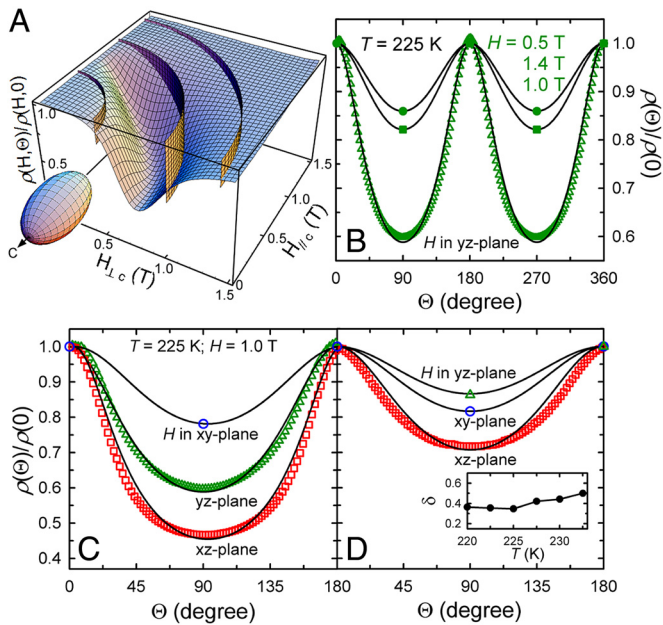 A
ρ(H,Θ)/ρ(H,0)
1.0
0.5
C
0.5
1.0
1.5
H⊥c (T)
0
0.5
1.0
1.5
H//c (T)
T = 225 K
H = 0.5 T
1.4 T
1.0 T
H in yz-plane
B
1.0
0.9
0.8
0.7
0.6
ρ(Θ)/ρ(0)
0 90 180 270 360
Θ (degree)
T = 225 K; H = 1.0 T
1.0
0.9
0.8
0.7
0.6
0.5
0.4
ρ(Θ)/ρ(0)
H in xy-plane
yz-plane
xz-plane
C
0 45 90 135 180
Θ (degree)
H in yz-plane
xy-plane
xz-plane
D
δ
0.6
0.4
0.2
220 225 230
T (K)
45 90 135 180
Θ (degree)